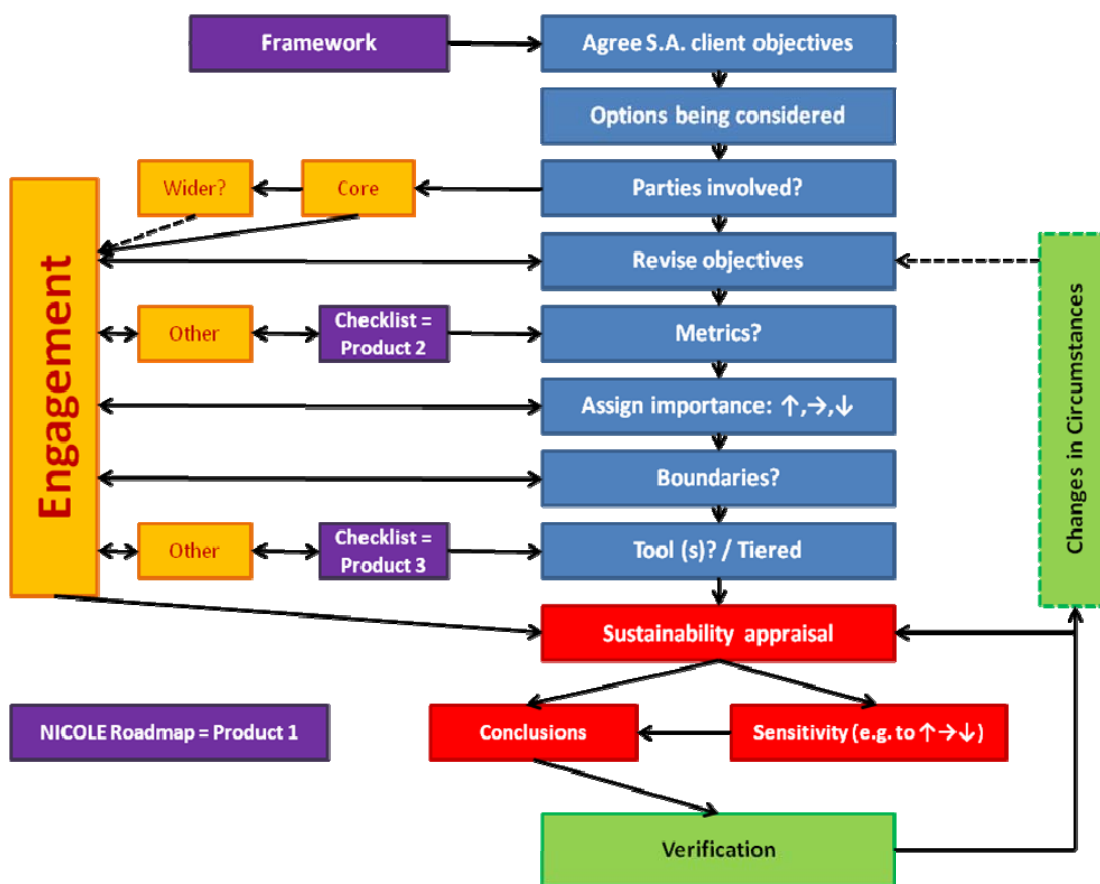 Framework
Agree S.A. client objectives
Options being considered
Wider?
Core
Parties involved?
Engagement
Revise objectives
Changes in Circumstances
Other
Checklist =
Product 2
Metrics?
Assign importance: ↑,→,↓
Boundaries?
Other
Checklist =
Product 3
Tool (s)? / Tiered
Sustainability appraisal
NICOLE Roadmap = Product 1
Conclusions
Sensitivity (e.g. to ↑→↓)
Verification